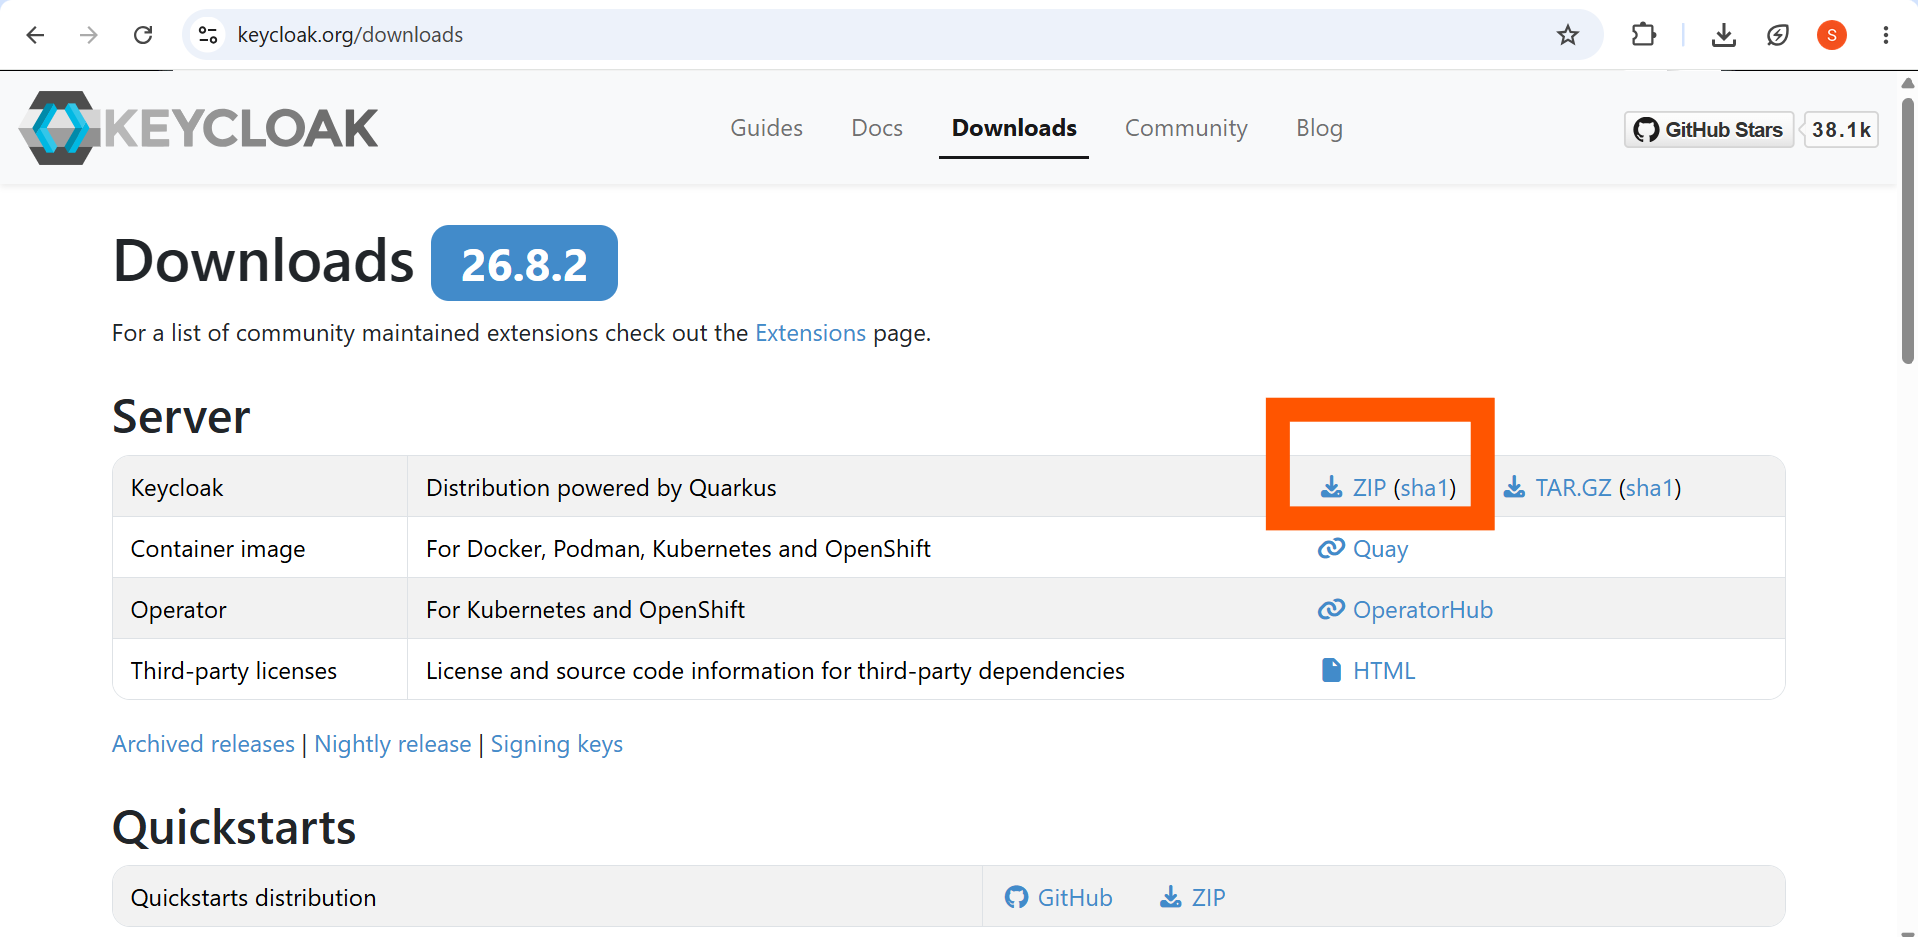 keycloak.org/downloads
S
KEYCLOAK
Guides Docs Downloads Community Blog
GitHub Stars 38.1k
Downloads 26.8.2
For a list of community maintained extensions check out the Extensions page.
Server
Keycloak Distribution powered by Quarkus ZIP (sha1) TAR.GZ (sha1)
Container image For Docker, Podman, Kubernetes and OpenShift Quay
Operator For Kubernetes and OpenShift OperatorHub
Third-party licenses License and source code information for third-party dependencies HTML
Archived releases | Nightly release | Signing keys
Quickstarts
Quickstarts distribution GitHub ZIP